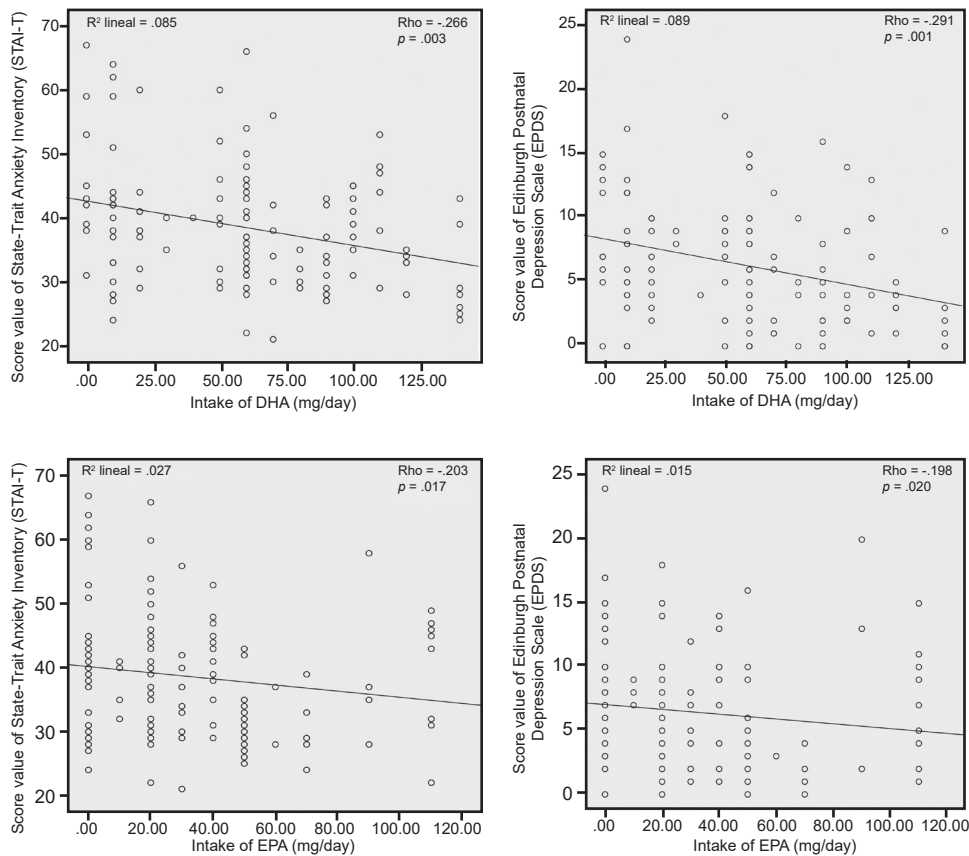 R² lineal = .085
Rho = -.266
p = .003
Score value of State-Trait Anxiety Inventory (STAI-T)
70
60
50
40
30
20
.00 25.00 50.00 75.00 100.00 125.00
Intake of DHA (mg/day)
R² lineal = .089
Rho = -.291
p = .001
Score value of Edinburgh Postnatal
Depression Scale (EPDS)
25
20
15
10
5
0
.00 25.00 50.00 75.00 100.00 125.00
Intake of DHA (mg/day)
R² lineal = .027
Rho = -.203
p = .017
Score value of State-Trait Anxiety Inventory (STAI-T)
70
60
50
40
30
20
.00 20.00 40.00 60.00 80.00 100.00 120.00
Intake of EPA (mg/day)
R² lineal = .015
Rho = -.198
p = .020
Score value of Edinburgh Postnatal
Depression Scale (EPDS)
25
20
15
10
5
0
.00 20.00 40.00 60.00 80.00 100.00 120.00
Intake of EPA (mg/day)